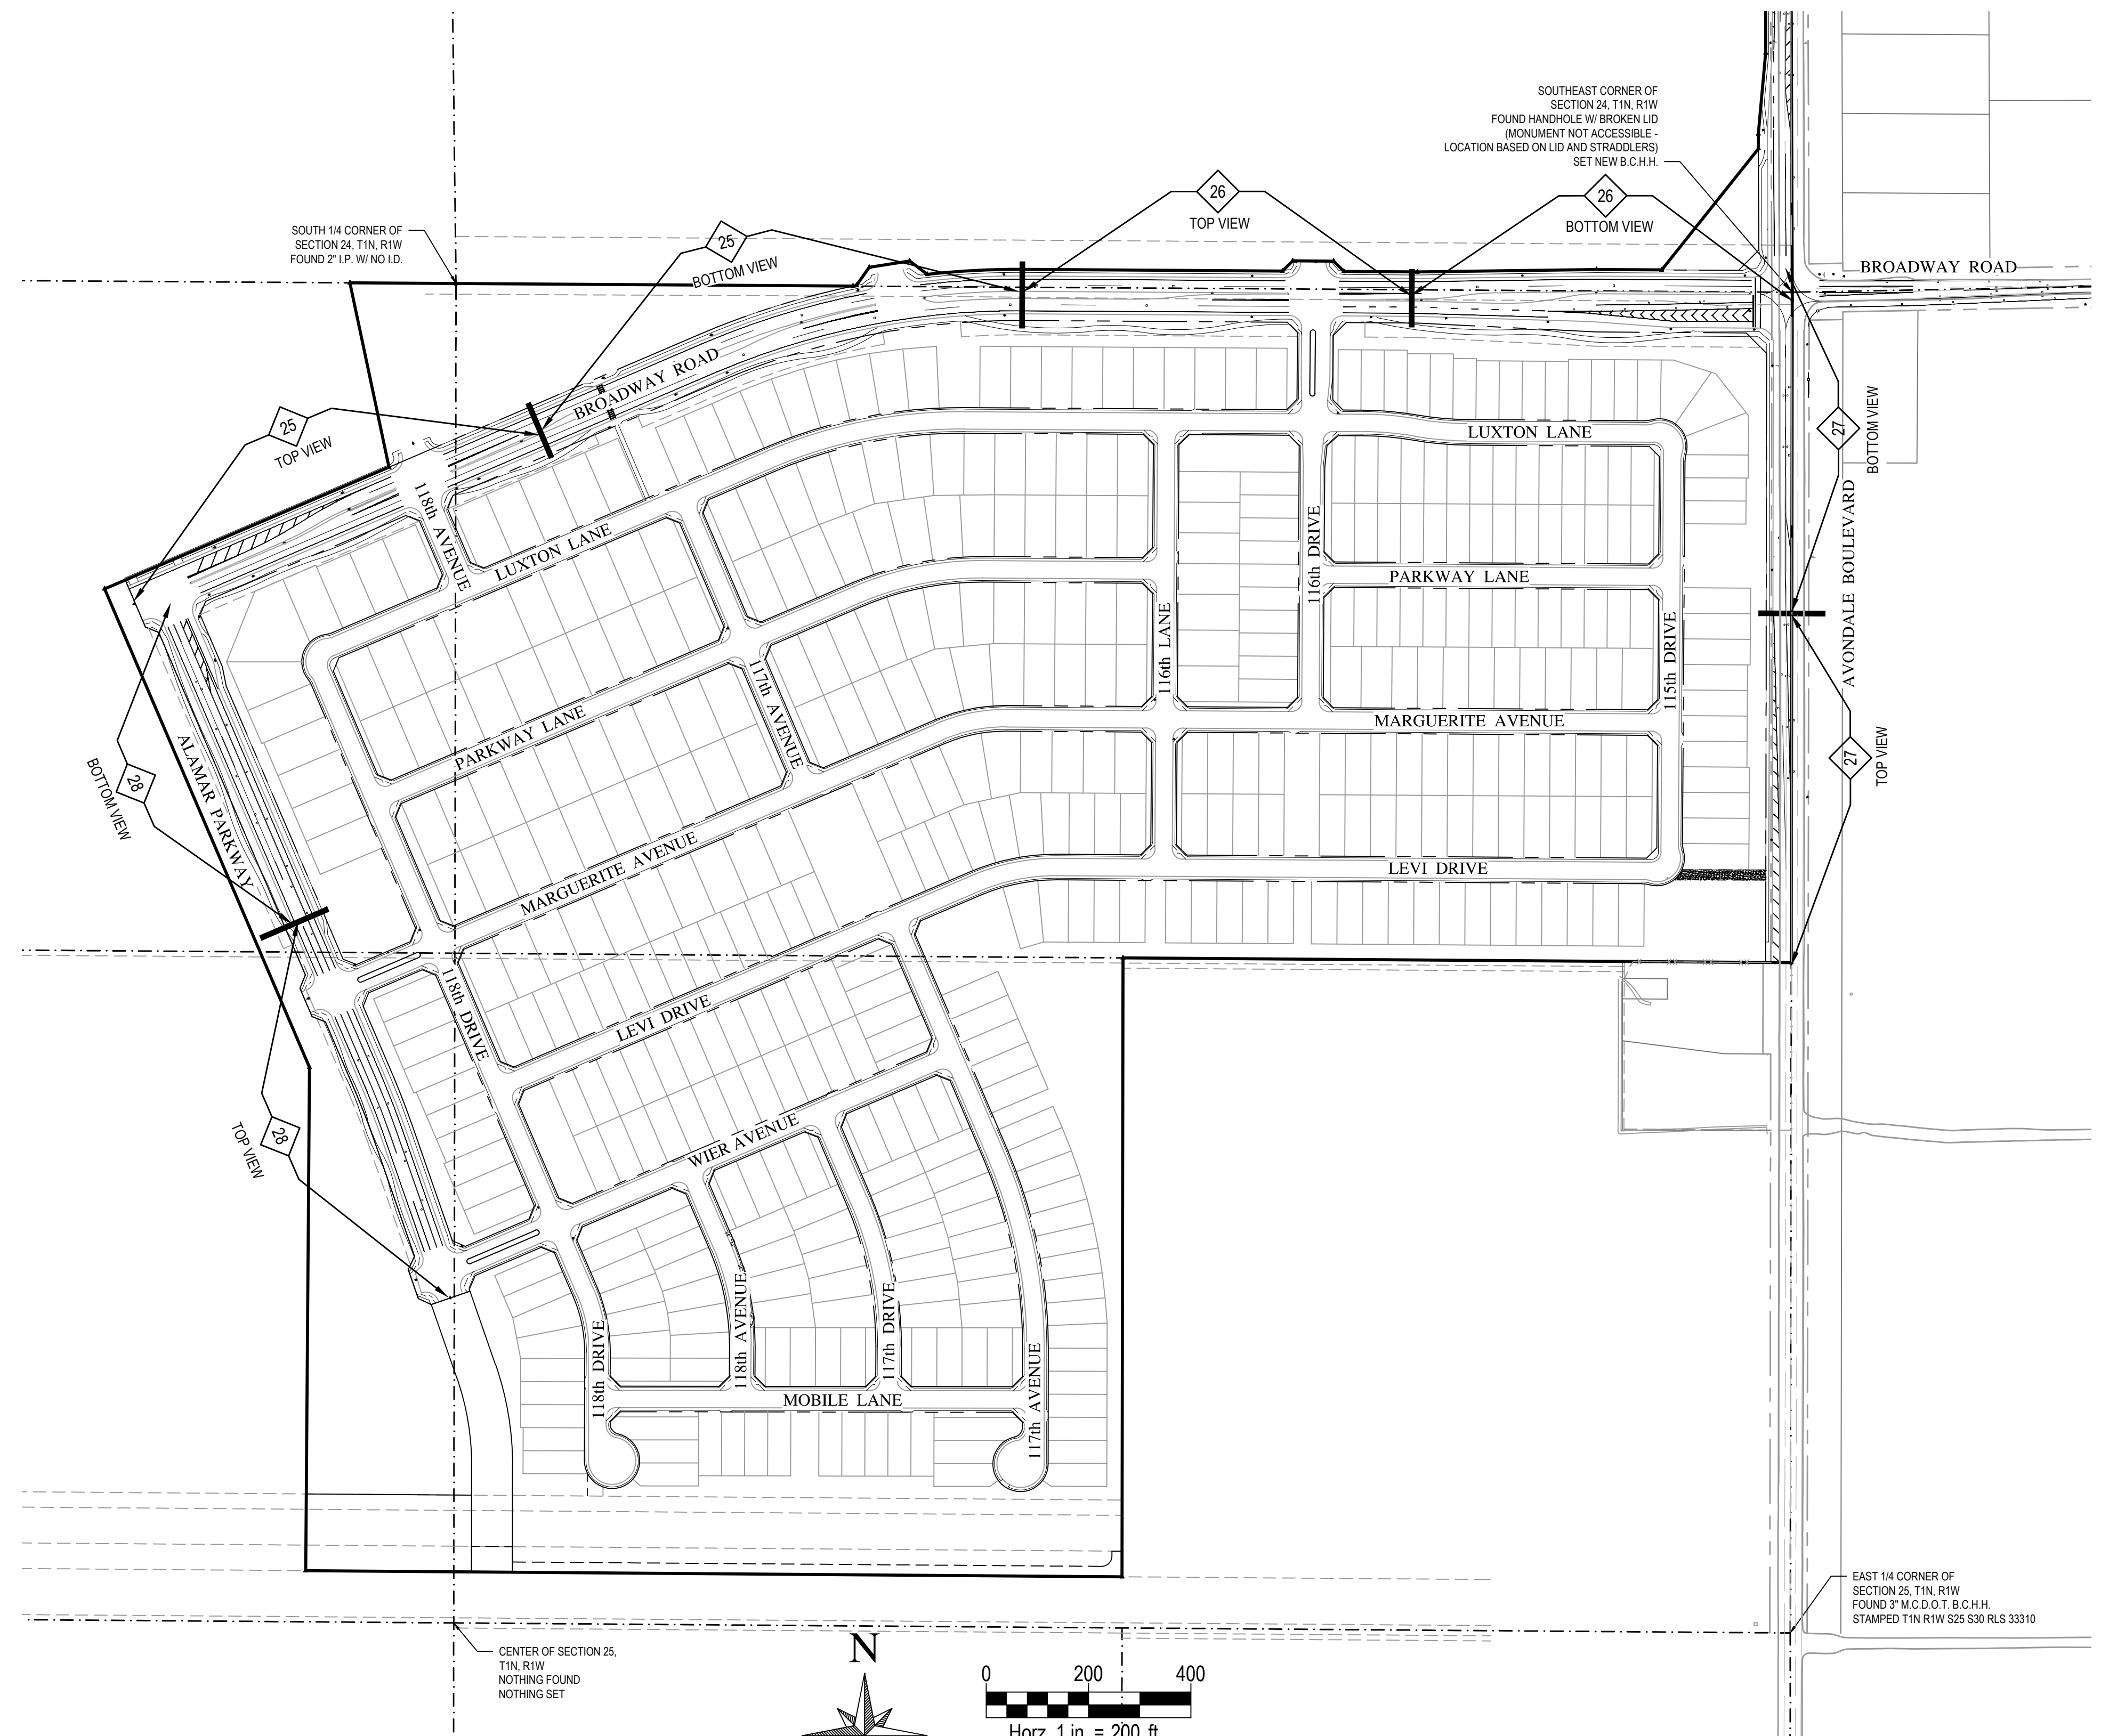 SOUTHEAST CORNER OF
SECTION 24, T1N, R1W
FOUND HANDHOLE W/ BROKEN LID
(MONUMENT NOT ACCESSIBLE -
LOCATION BASED ON LID AND STRADDLERS)
SET NEW B.C.H.H.
26
TOP VIEW
26
BOTTOM VIEW
SOUTH 1/4 CORNER OF
SECTION 24, T1N, R1W
FOUND 2" I.P. W/ NO I.D.
25
BOTTOM VIEW
BROADWAY ROAD
BROADWAY ROAD
25
TOP VIEW
27
BOTTOM VIEW
LUXTON LANE
118th AVENUE
LUXTON LANE
116th DRIVE
AVONDALE BOULEVARD
PARKWAY LANE
116th LANE
115th DRIVE
117th AVENUE
PARKWAY LANE
MARGUERITE AVENUE
27
TOP VIEW
28
BOTTOM VIEW
ALAMAR PARKWAY
MARGUERITE AVENUE
LEVI DRIVE
118th DRIVE
LEVI DRIVE
28
TOP VIEW
WIER AVENUE
118th DRIVE
118th AVENUE
117th DRIVE
117th AVENUE
MOBILE LANE
EAST 1/4 CORNER OF
SECTION 25, T1N, R1W
FOUND 3" M.C.D.O.T. B.C.H.H.
STAMPED T1N R1W S25 S30 RLS 33310
CENTER OF SECTION 25,
T1N, R1W
NOTHING FOUND
NOTHING SET
N
0 200 400
Horz. 1 in. = 200 ft.